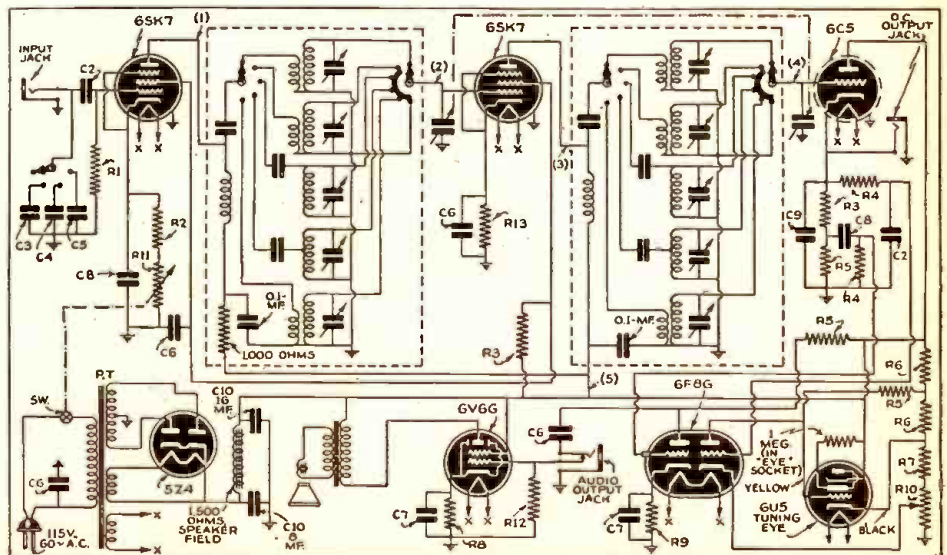 INPUT JACK
C2
6SK7
(1)
X X
R1
C3
C4
C5
R2
R11
C8
C6
0.1-MF.
1,000 OHMS
(2)
6SK7
X X
(3)
C6
R13
R3
0.1-MF.
(5)
(4)
6C5
D.C. OUTPUT JACK
X X
R4
R3
C9
C8
R5
R4
C2
R5
R6
R5
R6
R7
R10
SW.
P.T
C6
115V. 60~A.C.
5Z4
X
X
C10 16 MF.
1,500 OHMS SPEAKER FIELD
C10 8 MF.
6V6G
C7
R8
X X
R12
C6
AUDIO OUTPUT JACK
6F8G
C7
R9
X X
1 MEG. (IN "EYE" SOCKET)
YELLOW
6U5 TUNING EYE
BLACK
X X